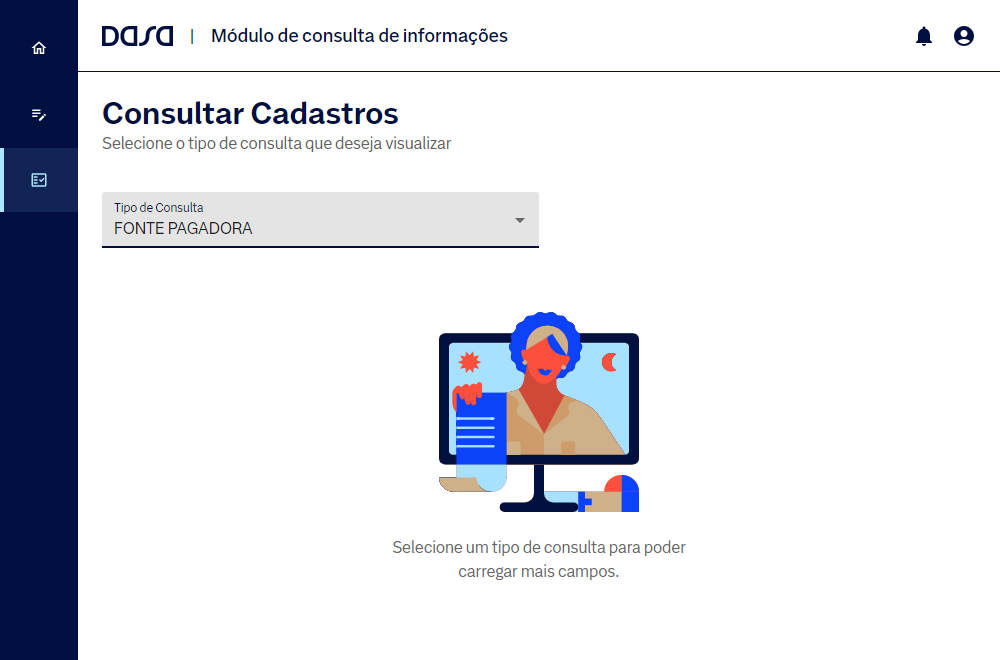 Dasa | Módulo de consulta de informações
Consultar Cadastros
Selecione o tipo de consulta que deseja visualizar
Tipo de Consulta
FONTE PAGADORA
Selecione um tipo de consulta para poder
carregar mais campos.